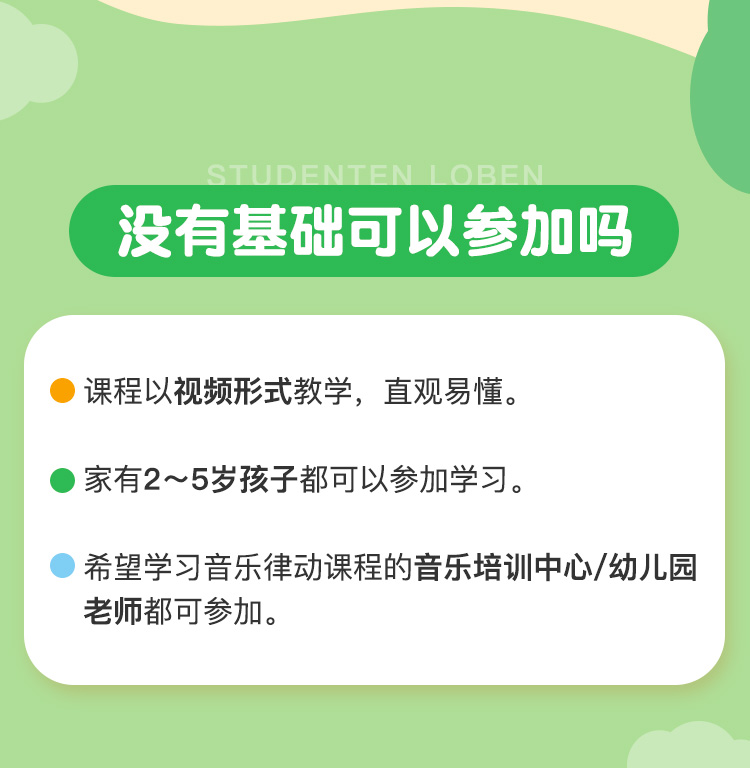 STUDENTEN LOBEN
没有基础可以参加吗
课程以视频形式教学，直观易懂。
家有2～5岁孩子都可以参加学习。
希望学习音乐律动课程的音乐培训中心/幼儿园
老师都可参加。